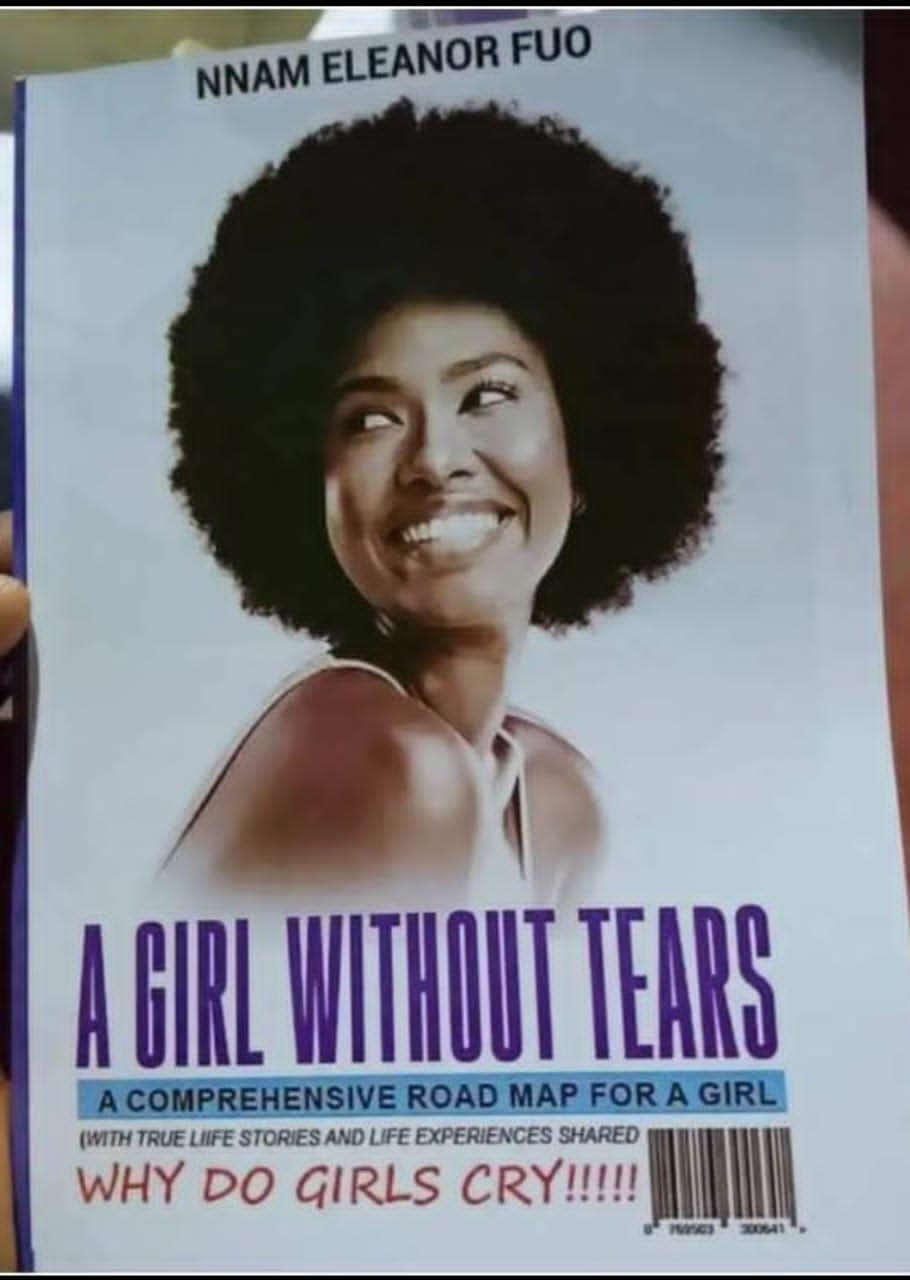 NNAM ELEANOR FUO
A GIRL WITHOUT TEARS
A COMPREHENSIVE ROAD MAP FOR A GIRL
(WITH TRUE LIIFE STORIES AND LIFE EXPERIENCES SHARED
WHY DO GIRLS CRY!!!!!